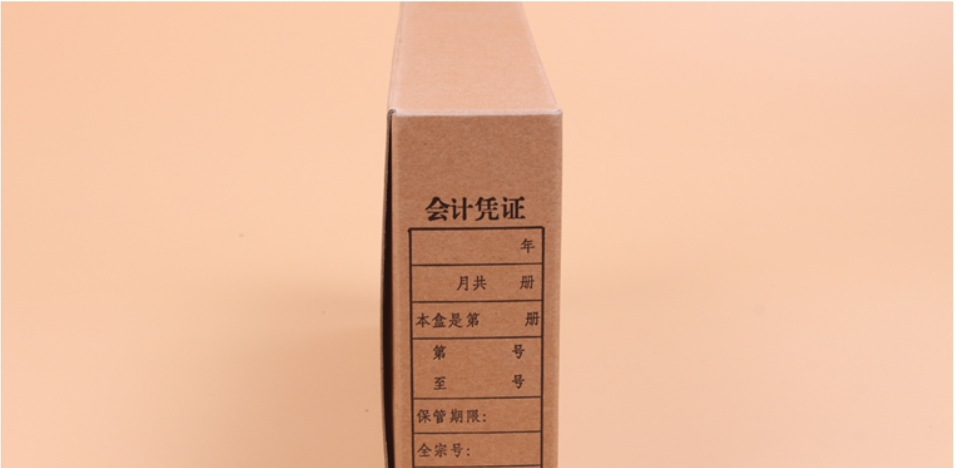 会计凭证
年
月共 册
本盒是第 册
第 号
至 号
保管期限:
全宗号: